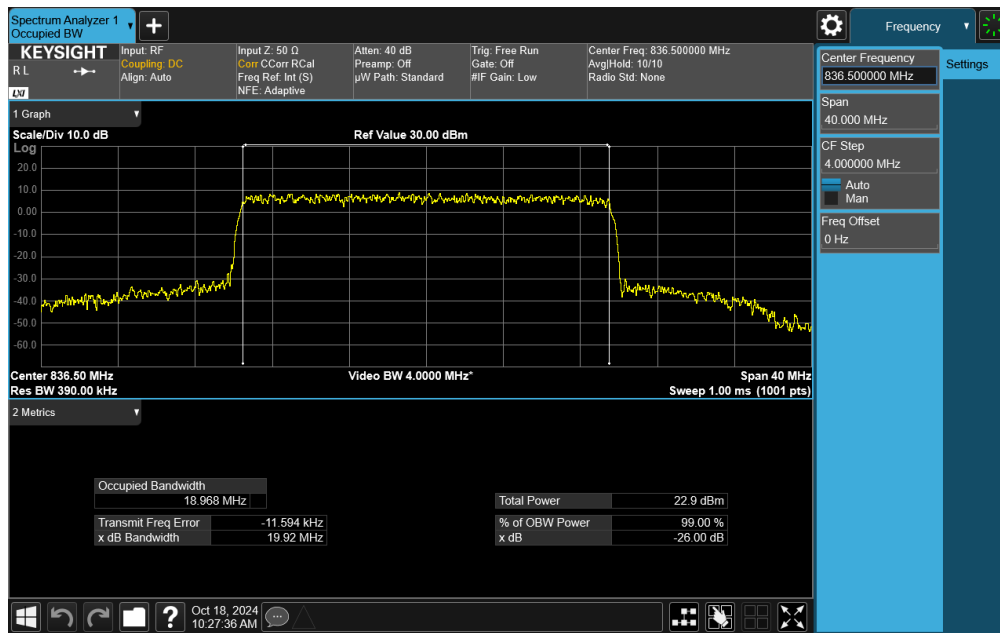 Spectrum Analyzer 1
Occupied BW
Frequency
KEYSIGHT
R L
LXI
Input: RF
Coupling: DC
Align: Auto
Input Z: 50 Ω
Corr CCorr RCal
Freq Ref: Int (S)
NFE: Adaptive
Atten: 40 dB
Preamp: Off
µW Path: Standard
Trig: Free Run
Gate: Off
#IF Gain: Low
Center Freq: 836.500000 MHz
Avg|Hold: 10/10
Radio Std: None
Center Frequency
836.500000 MHz
Settings
Span
40.000 MHz
CF Step
4.000000 MHz
Auto
Man
Freq Offset
0 Hz
1 Graph
Scale/Div 10.0 dB
Ref Value 30.00 dBm
Log
20.0
10.0
0.00
-10.0
-20.0
-30.0
-40.0
-50.0
-60.0
Center 836.50 MHz
Video BW 4.0000 MHz*
Span 40 MHz
Res BW 390.00 kHz
Sweep 1.00 ms (1001 pts)
2 Metrics
Occupied Bandwidth
18.968 MHz
Total Power 22.9 dBm
Transmit Freq Error -11.594 kHz
% of OBW Power 99.00 %
x dB Bandwidth 19.92 MHz
x dB -26.00 dB
?
Oct 18, 2024
10:27:36 AM